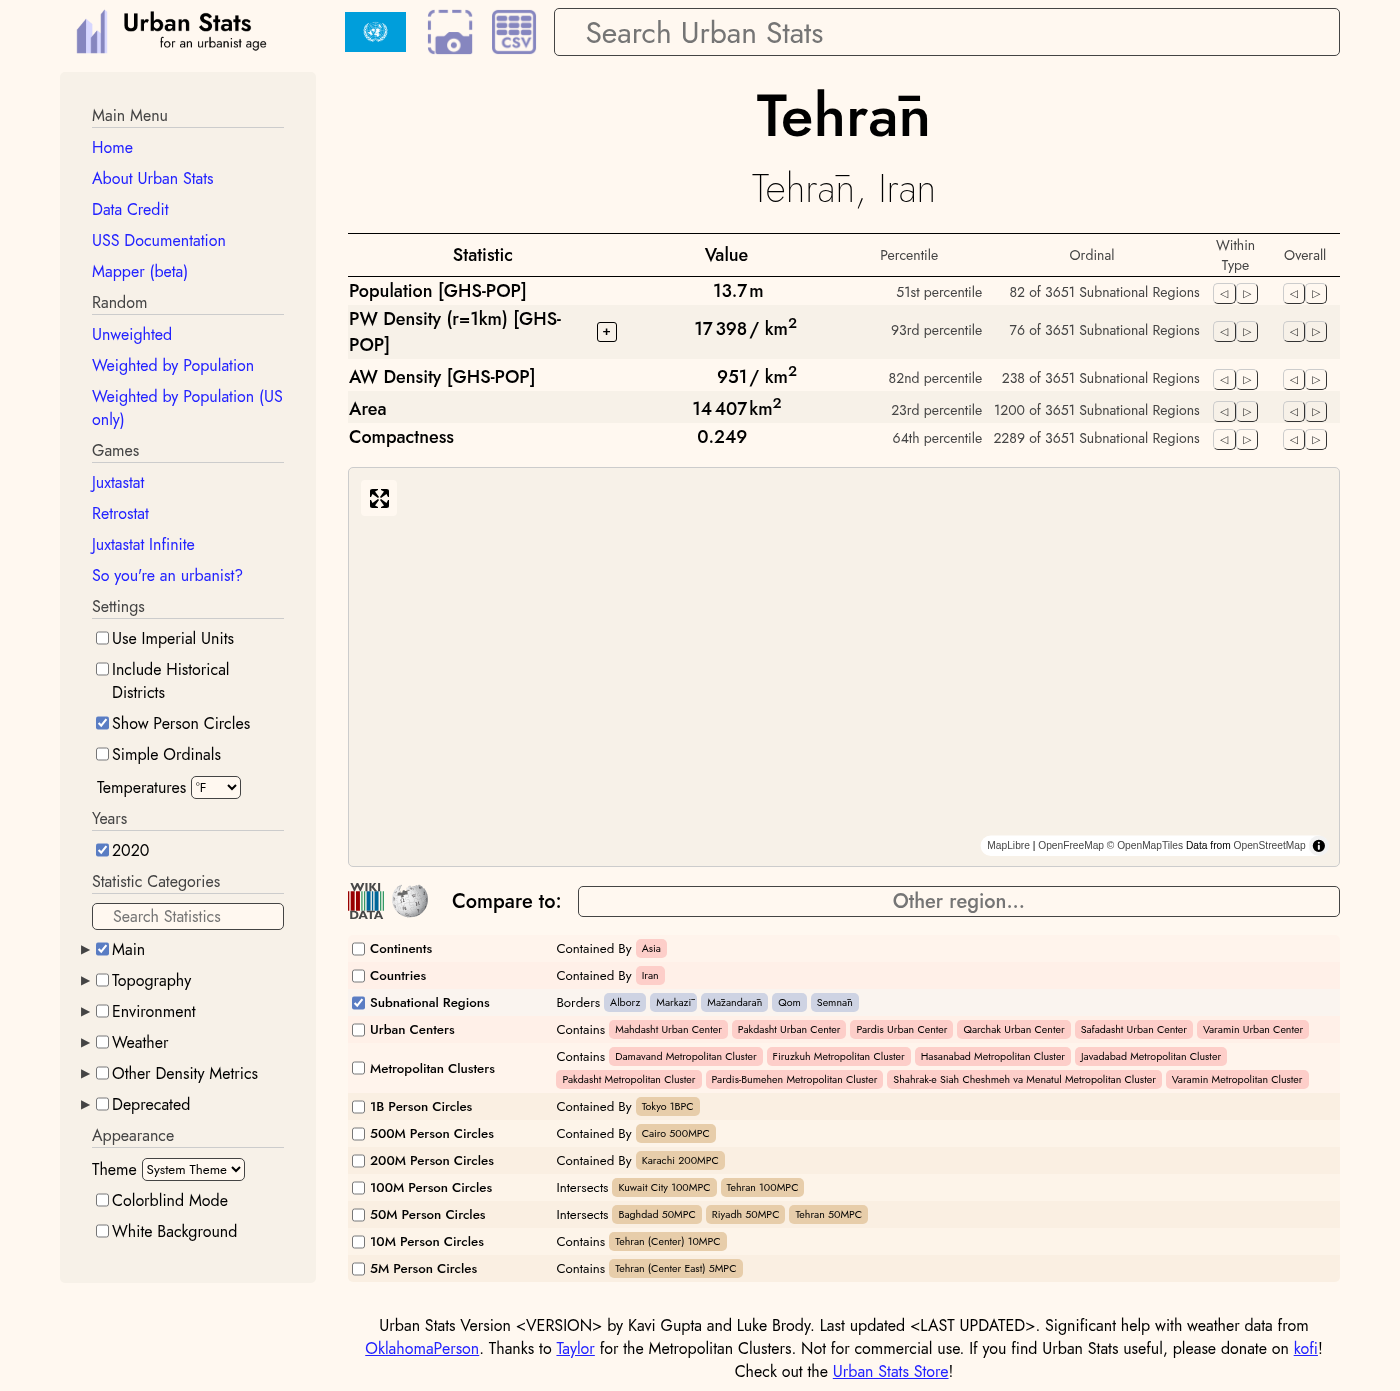 Urban Stats
for an urbanist age
CSV
Search Urban Stats
Main Menu
Home
About Urban Stats
Data Credit
USS Documentation
Mapper (beta)
Random
Unweighted
Weighted by Population
Weighted by Population (US
only)
Games
Juxtastat
Retrostat
Juxtastat Infinite
So you're an urbanist?
Settings
Use Imperial Units
Include Historical
Districts
Show Person Circles
Simple Ordinals
Temperatures °F
Years
2020
Statistic Categories
Search Statistics
Main
Topography
Environment
Weather
Other Density Metrics
Deprecated
Appearance
Theme System Theme
Colorblind Mode
White Background
Tehran̄
Tehran̄, Iran
Statistic Value Percentile Ordinal Within Type Overall
Population [GHS-POP] 13.7 m 51st percentile 82 of 3651 Subnational Regions
PW Density (r=1km) [GHS-
POP] + 17 398 / km² 93rd percentile 76 of 3651 Subnational Regions
AW Density [GHS-POP] 951 / km² 82nd percentile 238 of 3651 Subnational Regions
Area 14 407 km² 23rd percentile 1200 of 3651 Subnational Regions
Compactness 0.249 64th percentile 2289 of 3651 Subnational Regions
MapLibre | OpenFreeMap © OpenMapTiles Data from OpenStreetMap
WIKI
DATA
Compare to: Other region...
Continents Contained By Asia
Countries Contained By Iran
Subnational Regions Borders Alborz Markazī Maz̄andaran̄ Qom Semnan̄
Urban Centers Contains Mahdasht Urban Center Pakdasht Urban Center Pardis Urban Center Qarchak Urban Center Safadasht Urban Center Varamin Urban Center
Metropolitan Clusters Contains Damavand Metropolitan Cluster Firuzkuh Metropolitan Cluster Hasanabad Metropolitan Cluster Javadabad Metropolitan Cluster
Pakdasht Metropolitan Cluster Pardis-Bumehen Metropolitan Cluster Shahrak-e Siah Cheshmeh va Menatul Metropolitan Cluster Varamin Metropolitan Cluster
1B Person Circles Contained By Tokyo 1BPC
500M Person Circles Contained By Cairo 500MPC
200M Person Circles Contained By Karachi 200MPC
100M Person Circles Intersects Kuwait City 100MPC Tehran 100MPC
50M Person Circles Intersects Baghdad 50MPC Riyadh 50MPC Tehran 50MPC
10M Person Circles Contains Tehran (Center) 10MPC
5M Person Circles Contains Tehran (Center East) 5MPC
Urban Stats Version <VERSION> by Kavi Gupta and Luke Brody. Last updated <LAST UPDATED>. Significant help with weather data from
OklahomaPerson. Thanks to Taylor for the Metropolitan Clusters. Not for commercial use. If you find Urban Stats useful, please donate on kofi!
Check out the Urban Stats Store!